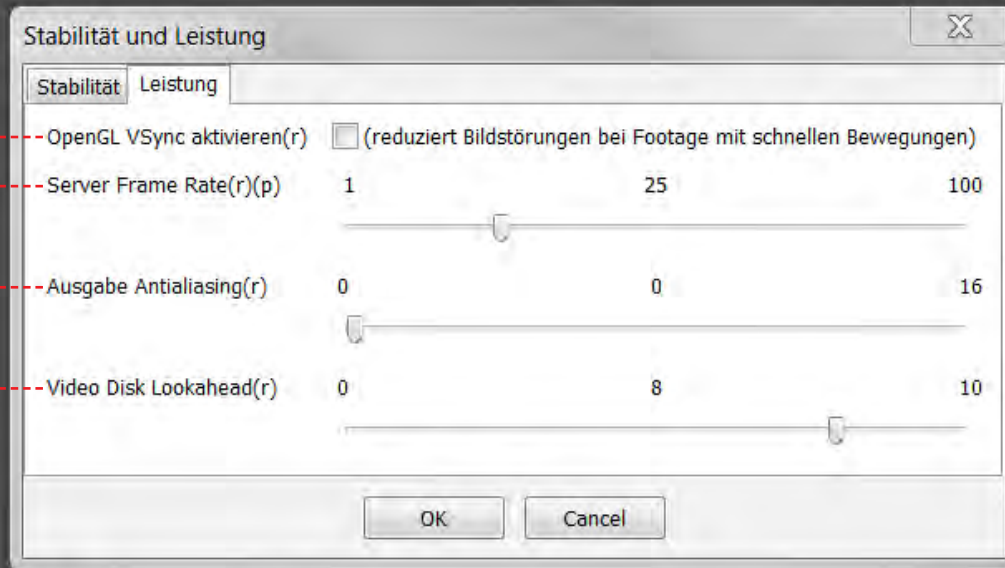 Stabilität und Leistung
Stabilität Leistung
OpenGL VSync aktivieren(r) (reduziert Bildstörungen bei Footage mit schnellen Bewegungen)
Server Frame Rate(r)(p) 1 25 100
Ausgabe Antialiasing(r) 0 0 16
Video Disk Lookahead(r) 0 8 10
OK Cancel